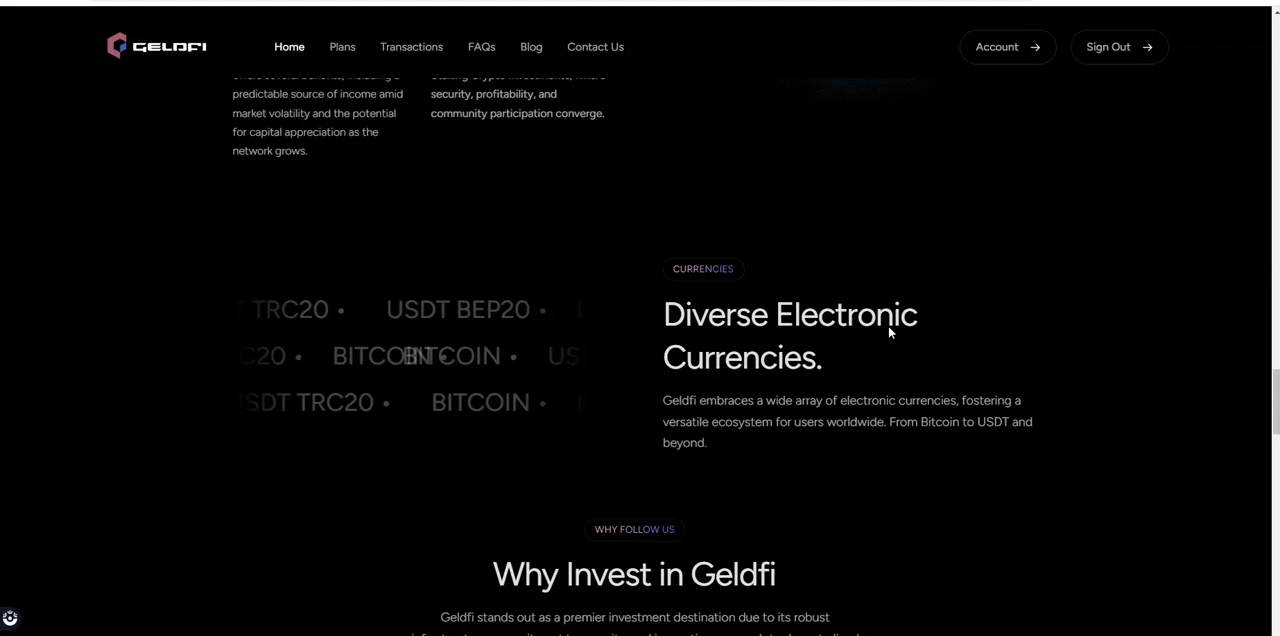 GELDFI
Home Plans Transactions FAQs Blog Contact Us
Account Sign Out
predictable source of income amid
market volatility and the potential
for capital appreciation as the
network grows.
security, profitability, and
community participation converge.
TRC20 • USDT BEP20 •
C20 • BITCOIN BITCOIN • US
SDT TRC20 • BITCOIN •
CURRENCIES
Diverse Electronic
Currencies.
Geldfi embraces a wide array of electronic currencies, fostering a
versatile ecosystem for users worldwide. From Bitcoin to USDT and
beyond.
WHY FOLLOW US
Why Invest in Geldfi
Geldfi stands out as a premier investment destination due to its robust